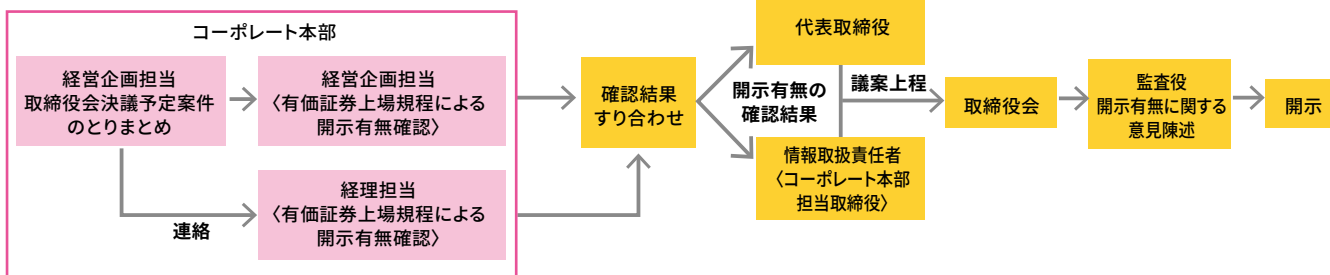 コーポレート本部
経営企画担当
取締役会決議予定案件
のとりまとめ
経営企画担当
〈有価証券上場規程による
開示有無確認〉
連絡
経理担当
〈有価証券上場規程による
開示有無確認〉
確認結果
すり合わせ
代表取締役
開示有無の
確認結果
情報取扱責任者
〈コーポレート本部
担当取締役〉
議案上程
取締役会
監査役
開示有無に関する
意見陳述
開示